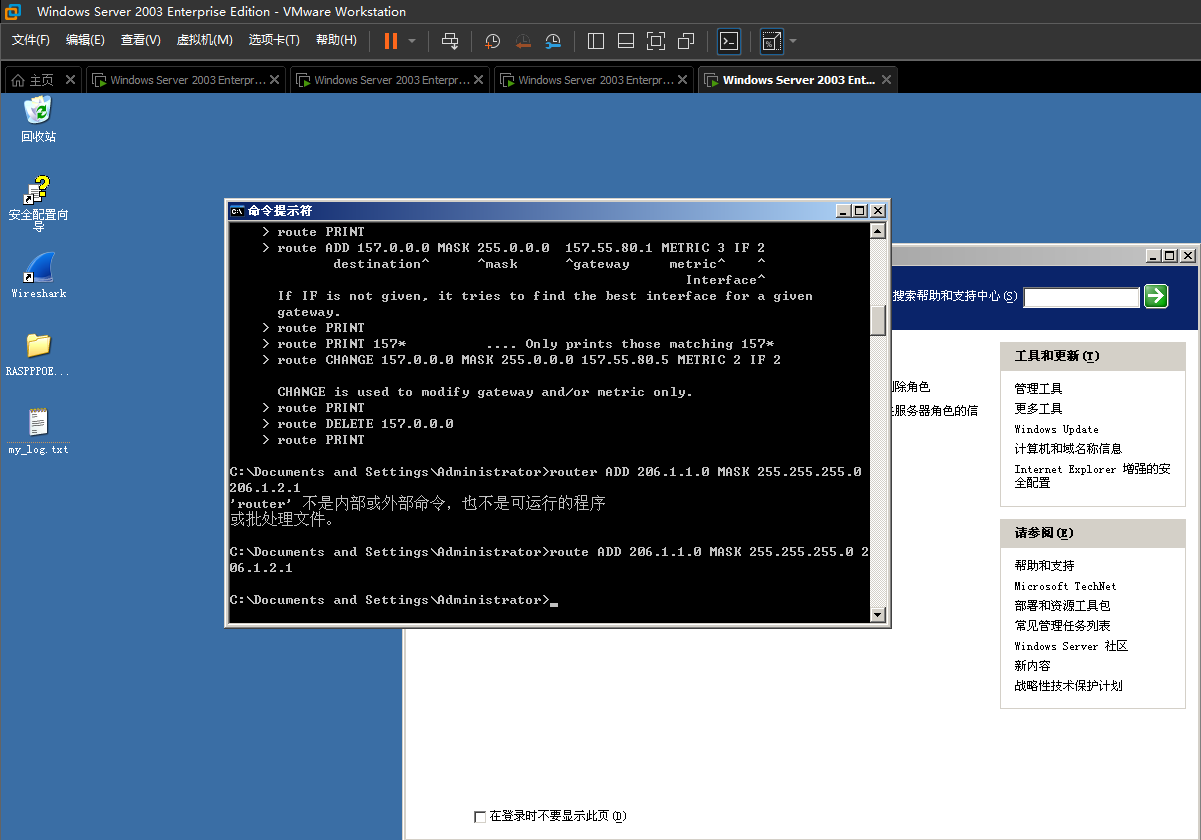 Windows Server 2003 Enterprise Edition - VMware Workstation
文件(F) 编辑(E) 查看(V) 虚拟机(M) 选项卡(T) 帮助(H)
主页 Windows Server 2003 Enterpr... Windows Server 2003 Enterpr... Windows Server 2003 Enterpr... Windows Server 2003 Ent...
回收站
安全配置向
导
Wireshark
RASPPPOE...
my_log.txt
命令提示符
> route PRINT
> route ADD 157.0.0.0 MASK 255.0.0.0  157.55.80.1 METRIC 3 IF 2
destination^      ^mask      ^gateway     metric^    ^
Interface^
If IF is not given, it tries to find the best interface for a given
gateway.
> route PRINT
> route PRINT 157*          .... Only prints those matching 157*
> route CHANGE 157.0.0.0 MASK 255.0.0.0 157.55.80.5 METRIC 2 IF 2
CHANGE is used to modify gateway and/or metric only.
> route PRINT
> route DELETE 157.0.0.0
> route PRINT
C:\Documents and Settings\Administrator>router ADD 206.1.1.0 MASK 255.255.255.0
206.1.2.1
'router' 不是内部或外部命令，也不是可运行的程序
或批处理文件。
C:\Documents and Settings\Administrator>route ADD 206.1.1.0 MASK 255.255.255.0 2
06.1.2.1
C:\Documents and Settings\Administrator>_
搜索帮助和支持中心(S)
除角色
服务器角色的信
工具和更新(T)
管理工具
更多工具
Windows Update
计算机和域名称信息
Internet Explorer 增强的安
全配置
请参阅(E)
帮助和支持
Microsoft TechNet
部署和资源工具包
常见管理任务列表
Windows Server 社区
新内容
战略性技术保护计划
在登录时不要显示此页(D)